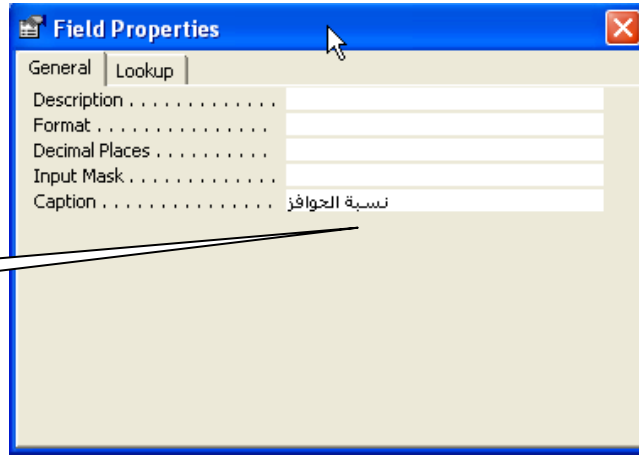 Field Properties
General Lookup
Description . . . . . . . . . . . . .
Format . . . . . . . . . . . . . . .
Decimal Places . . . . . . . . . .
Input Mask . . . . . . . . . . . . .
Caption . . . . . . . . . . . . . . . نسبة الحوافز